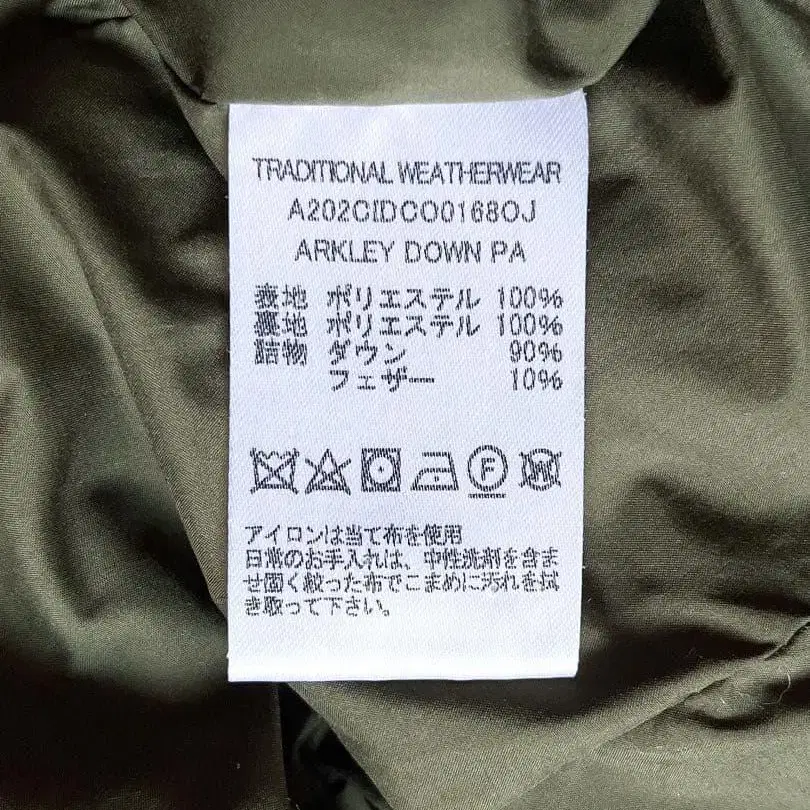 TRADITIONAL WEATHERWEAR
A202CIDCO0168OJ
ARKLEY DOWN PA
表地 ポリエステル 100%
裏地 ポリエステル 100%
詰物 ダウン 90%
フェザー 10%
F W
アイロンは当て布を使用
日常のお手入れは、中性洗剤を含ま
せ固く絞った布でこまめに汚れを拭
き取って下さい。